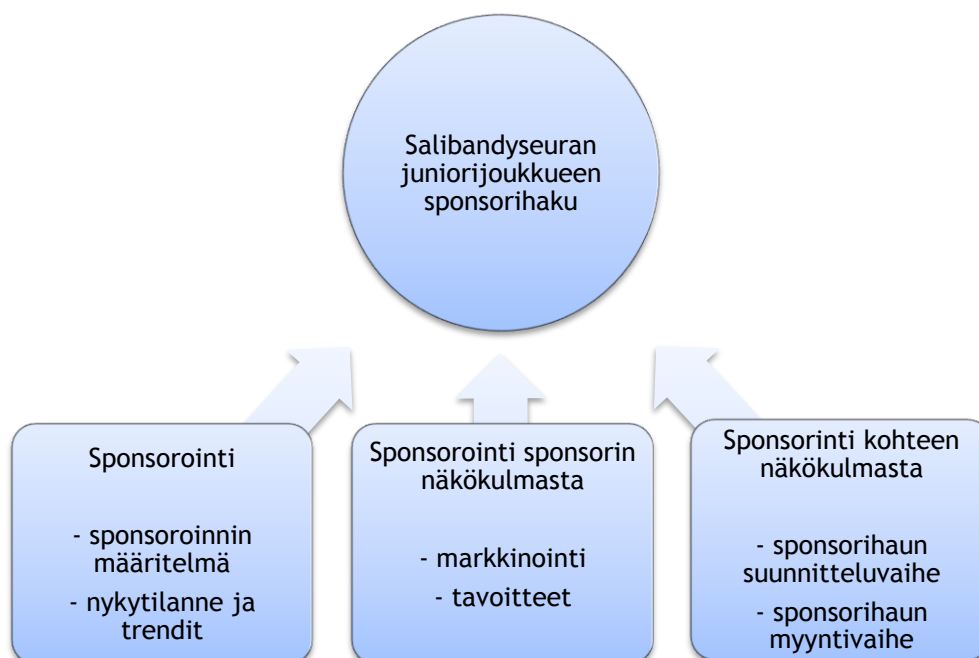 Salibandyseuran
juniorijoukkueen
sponsorihaku
Sponsorointi
- sponsoroinnin
määritelmä
- nykytilanne ja
trendit
Sponsorointi sponsorin
näkökulmasta
- markkinointi
- tavoitteet
Sponsorinti kohteen
näkökulmasta
- sponsorihaun
suunnitteluvaihe
- sponsorihaun
myyntivaihe